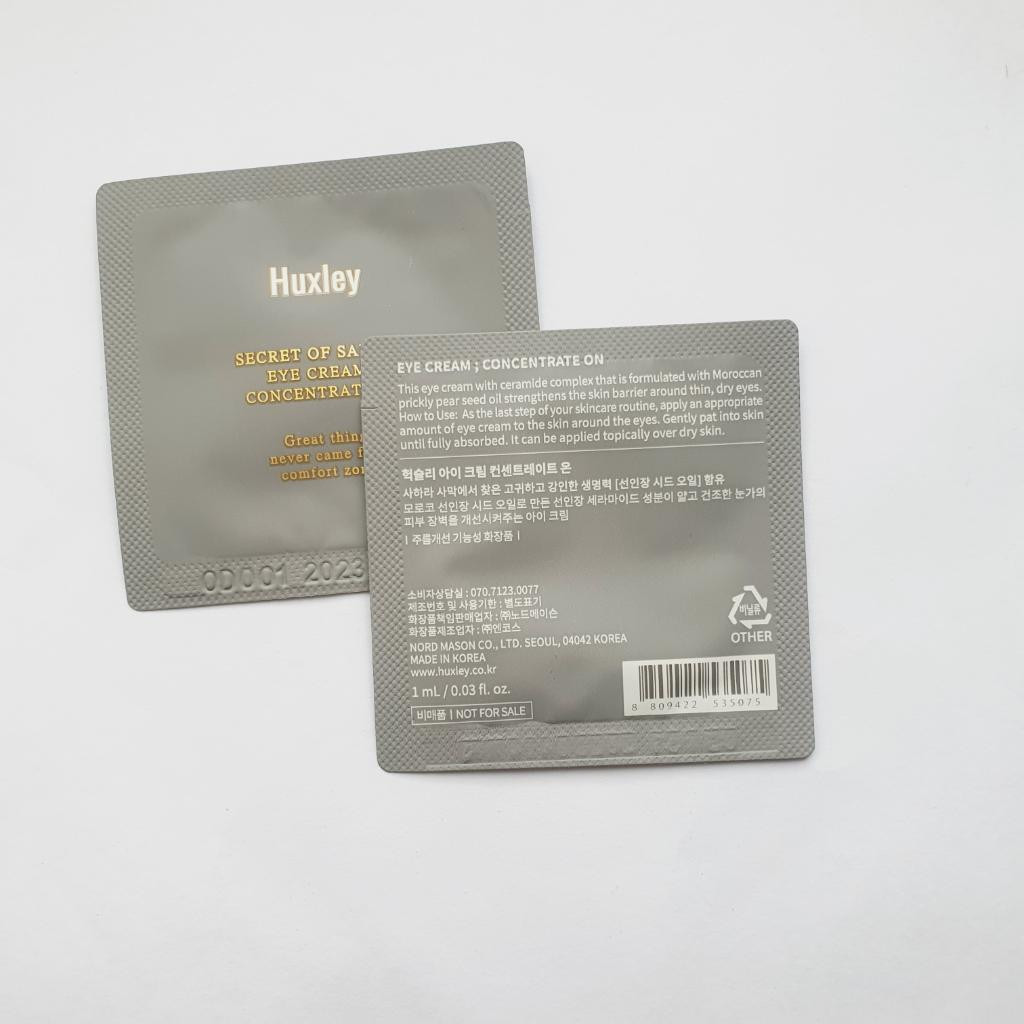 Huxley
SECRET OF SA
EYE CREAM
CONCENTRAT
Great thing
never came f
comfort zo
0D001 2023
EYE CREAM ; CONCENTRATE ON
This eye cream with ceramide complex that is formulated with Moroccan
prickly pear seed oil strengthens the skin barrier around thin, dry eyes.
How to Use: As the last step of your skincare routine, apply an appropriate
amount of eye cream to the skin around the eyes. Gently pat into skin
until fully absorbed. It can be applied topically over dry skin.
헉슬리 아이 크림 컨센트레이트 온
사하라 사막에서 찾은 고귀하고 강인한 생명력 [선인장 시드 오일] 함유
모로코 선인장 시드 오일로 만든 선인장 세라마이드 성분이 얇고 건조한 눈가의
피부 장벽을 개선시켜주는 아이 크림
| 주름개선 기능성 화장품 |
소비자상담실 : 070.7123.0077
제조번호 및 사용기한 : 별도표기
화장품책임판매업자 : ㈜노드메이슨
화장품제조업자 : ㈜엔코스
NORD MASON CO., LTD. SEOUL, 04042 KOREA
MADE IN KOREA
www.huxley.co.kr
1 mL / 0.03 fl. oz.
비매품 | NOT FOR SALE
비닐류
OTHER
8 809422 535075